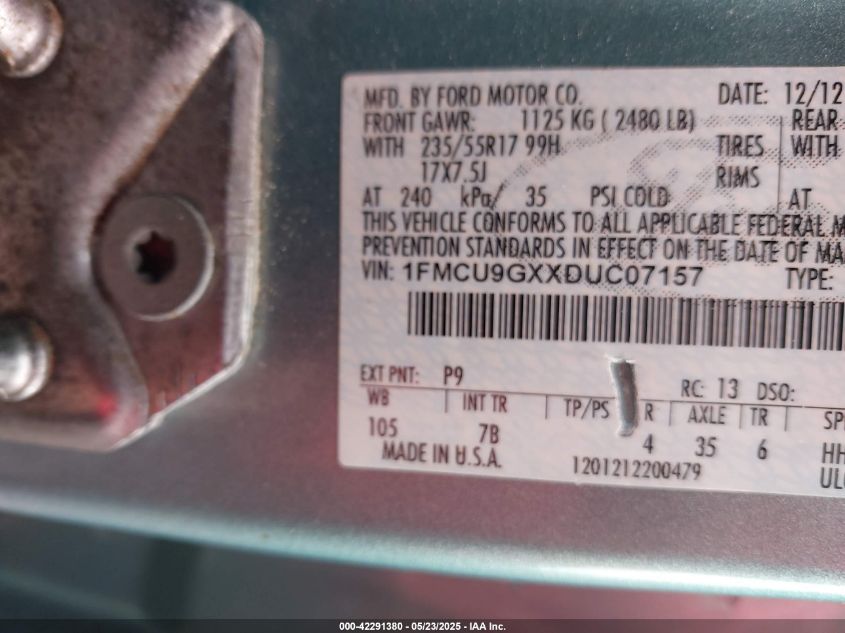 MFD. BY FORD MOTOR CO. DATE: 12/12
FRONT GAWR: 1125 KG ( 2480 LB) REAR
WITH 235/55R17 99H TIRES WITH
17X7.5J RIMS
AT 240 kPa/ 35 PSI COLD AT
THIS VEHICLE CONFORMS TO ALL APPLICABLE FEDERAL M
PREVENTION STANDARDS IN EFFECT ON THE DATE OF MA
VIN: 1FMCU9GXXDUC07157 TYPE:
EXT PNT: P9 RC: 13 DSO:
WB INT TR TP/PS R AXLE TR SP
105 7B 4 35 6 HH
MADE IN U.S.A. 1201212200479 UL
000-42291380 - 05/23/2025 - IAA Inc.